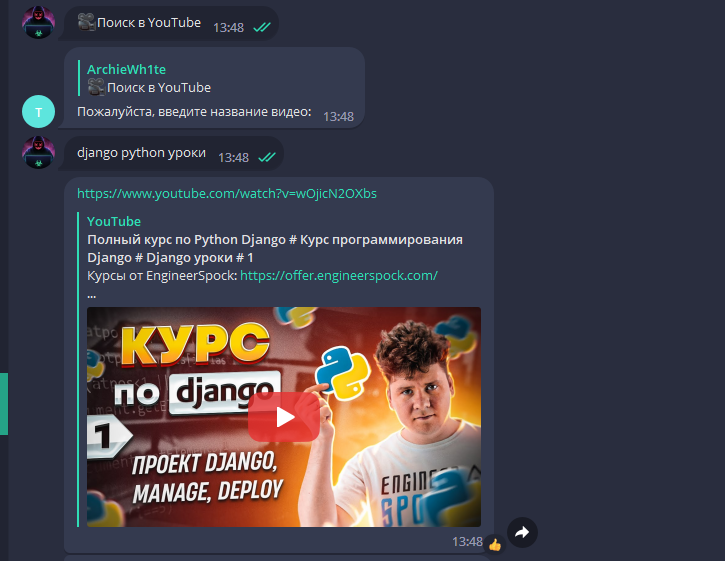 Поиск в YouTube 13:48
ArchieWh1te
Поиск в YouTube
Пожалуйста, введите название видео: 13:48
T
django python уроки 13:48
https://www.youtube.com/watch?v=wOjicN2OXbs
YouTube
Полный курс по Python Django # Курс программирования
Django # Django уроки # 1
Курсы от EngineerSpock: https://offer.engineerspock.com/
...
КУРС
ПО django
1
ПРОЕКТ DJANGO,
MANAGE, DEPLOY
13:48